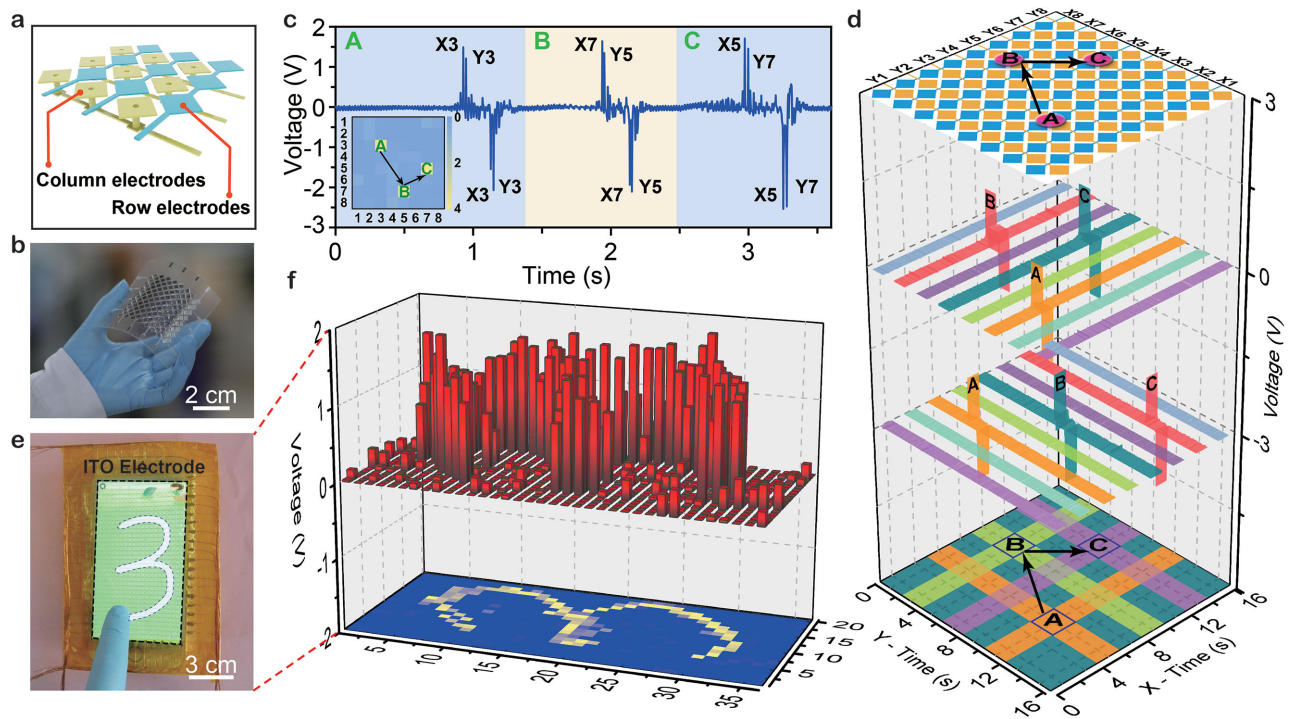 a
Column electrodes
Row electrodes
b
2 cm
e
ITO Electrode
3 cm
c
Voltage (V)
2
1
0
-1
-2
-3
A
B
C
X3
Y3
X7
Y5
X5
Y7
X3
Y3
X7
Y5
X5
Y7
1
2
3
4
5
6
7
8
A
B
C
0
2
4
1 2 3 4 5 6 7 8
0
1
2
3
Time (s)
f
2
1
0
1
2
Voltage (V)
5
10
15
20
25
30
35
20
15
10
5
d
Y1 Y2 Y3 Y4 Y5 Y6 Y7 Y8
X8 X7 X6 X5 X4 X3 X2 X1
B
C
A
3
0
-3
Voltage (V)
B
C
A
A
B
C
B
C
A
0
4
8
12
16
Y - Time (s)
0
4
8
12
16
X - Time (s)